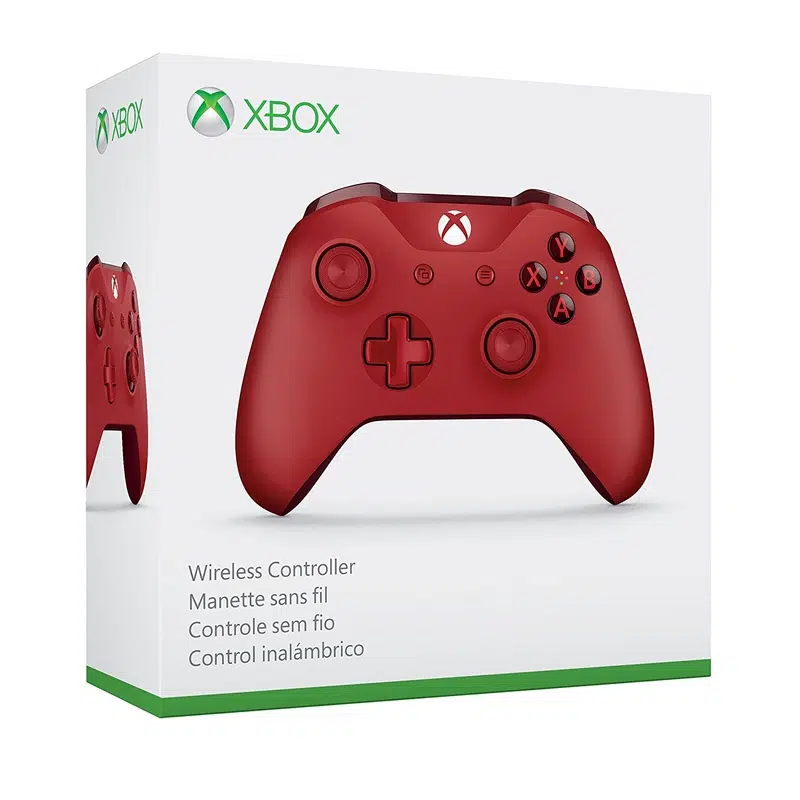 XBOX
XBOX
Y
X
B
A
Wireless Controller
Manette sans fil
Controle sem fio
Control inalámbrico